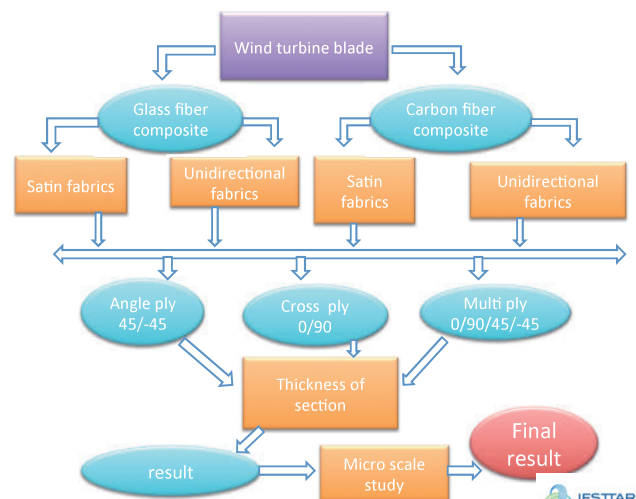 Wind turbine blade
Glass fiber
composite
Carbon fiber
composite
Satin fabrics
Unidirectional
fabrics
Satin
fabrics
Unidirectional
fabrics
Angle ply
45/-45
Cross ply
0/90
Multi ply
0/90/45/-45
Thickness of
section
Final
result
result
Micro scale
study